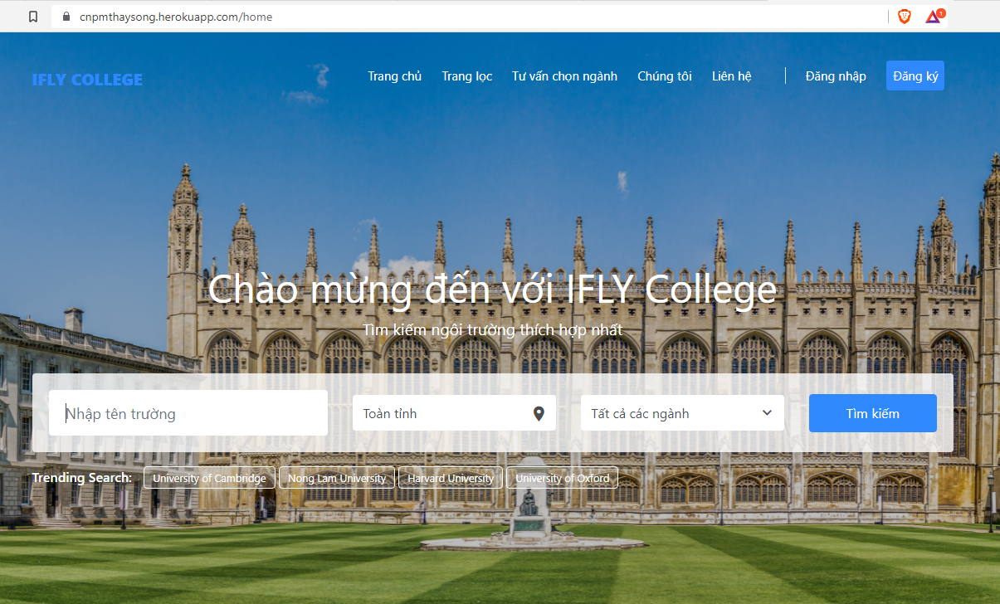 cnpmthaysong.herokuapp.com/home
1
IFLY COLLEGE
Trang chủ Trang lọc Tư vấn chọn ngành Chúng tôi Liên hệ Đăng nhập Đăng ký
Chào mừng đến với IFLY College
Tìm kiếm ngôi trường thích hợp nhất
Nhập tên trường Toàn tỉnh Tất cả các ngành Tìm kiếm
Trending Search: University of Cambridge Nong Lam University Harvard University University of Oxford